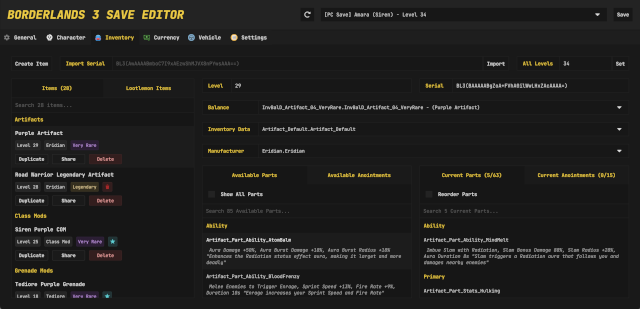 BORDERLANDS 3 SAVE EDITOR
[PC Save] Amara (Siren) - Level 34
Save
General
Character
Inventory
Currency
Vehicle
Settings
Create Item
Import Serial
Import
All Levels
34
Set
Items (28)
Lootlemon Items
Search 28 items...
Artifacts
Purple Artifact
Level 29
Eridian
Very Rare
Duplicate
Share
Delete
Road Warrior Legendary Artifact
Level 28
Eridian
Legendary
Duplicate
Share
Delete
Class Mods
Siren Purple COM
Level 25
Class Mod
Very Rare
Duplicate
Share
Delete
Grenade Mods
Tediore Purple Grenade
Level 18
Tediore
Very Rare
Level
29
Serial
Balance
InvBalD_Artifact_04_VeryRare.InvBalD_Artifact_04_VeryRare - (Purple Artifact)
Inventory Data
Artifact_Default.Artifact_Default
Manufacturer
Eridian.Eridian
Available Parts
Available Anointments
Show All Parts
Search 85 Available Parts...
Ability
Artifact_Part_Ability_AtomBalm
Aura Damage +50%, Aura Burst Damage +10%, Aura Burst Radius +10%
"Enhances the Radiation status effect aura, making it larger and more deadly"
Artifact_Part_Ability_BloodFrenzy
Melee Enemies to Trigger Enrage, Sprint Speed +12%, Fire Rate +9%,
Duration 18s "Enrage increases your Sprint Speed and Fire Rate"
Current Parts (5/63)
Current Anointments (0/15)
Reorder Parts
Search 5 Current Parts...
Ability
Artifact_Part_Ability_MindMelt
Imbue Slam with Radiation, Slam Bonus Damage 80%, Slam Radius +28%,
Aura Duration 8s "Slam triggers a Radiation aura that follows you and
damages nearby enemies"
Primary
Artifact_Part_Stats_Hulking